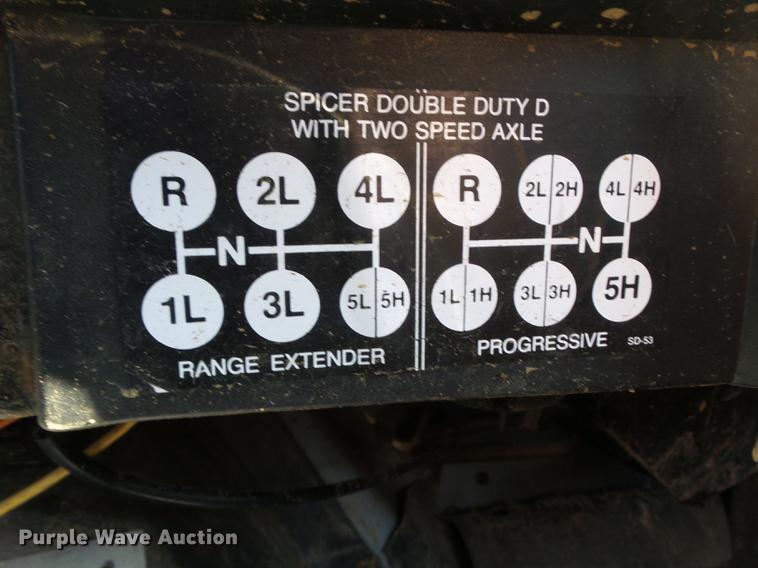 SPICER DOUBLE DUTY D
WITH TWO SPEED AXLE
R 2L 4L
N
1L 3L 5L 5H
RANGE EXTENDER
R 2L 2H 4L 4H
N
1L 1H 3L 3H 5H
PROGRESSIVE SD-53
Purple Wave Auction